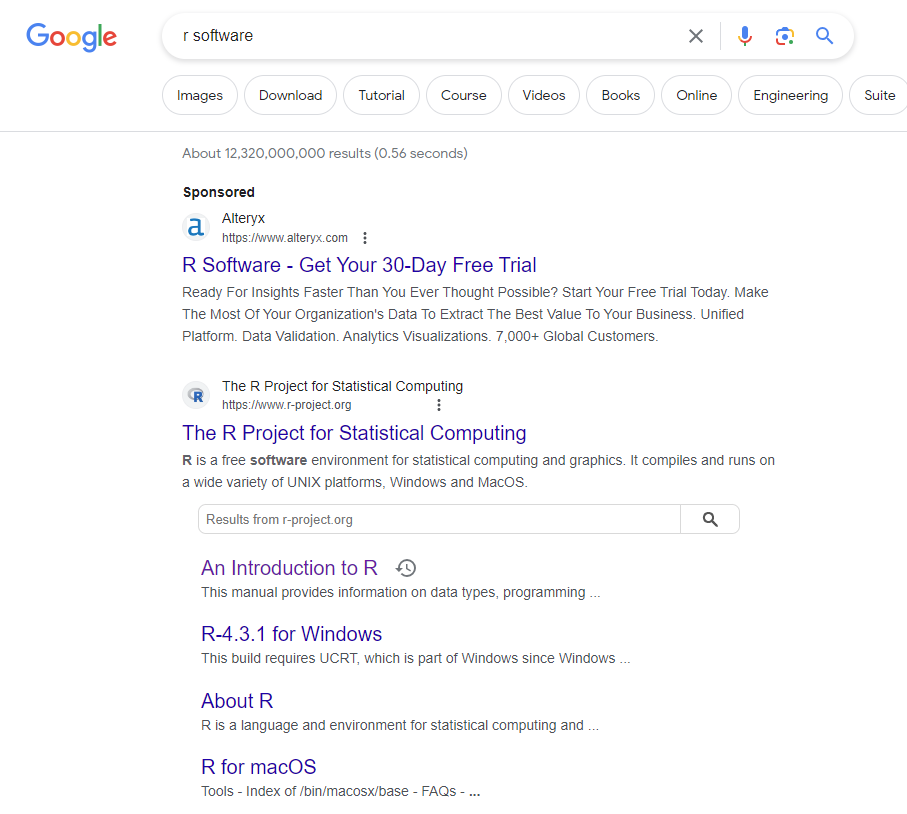 Google
r software
Images Download Tutorial Course Videos Books Online Engineering Suite
About 12,320,000,000 results (0.56 seconds)
Sponsored
a
Alteryx
https://www.alteryx.com
R Software - Get Your 30-Day Free Trial
Ready For Insights Faster Than You Ever Thought Possible? Start Your Free Trial Today. Make
The Most Of Your Organization's Data To Extract The Best Value To Your Business. Unified
Platform. Data Validation. Analytics Visualizations. 7,000+ Global Customers.
R
The R Project for Statistical Computing
https://www.r-project.org
The R Project for Statistical Computing
R is a free software environment for statistical computing and graphics. It compiles and runs on
a wide variety of UNIX platforms, Windows and MacOS.
Results from r-project.org
An Introduction to R
This manual provides information on data types, programming ...
R-4.3.1 for Windows
This build requires UCRT, which is part of Windows since Windows ...
About R
R is a language and environment for statistical computing and ...
R for macOS
Tools - Index of /bin/macosx/base - FAQs - ...